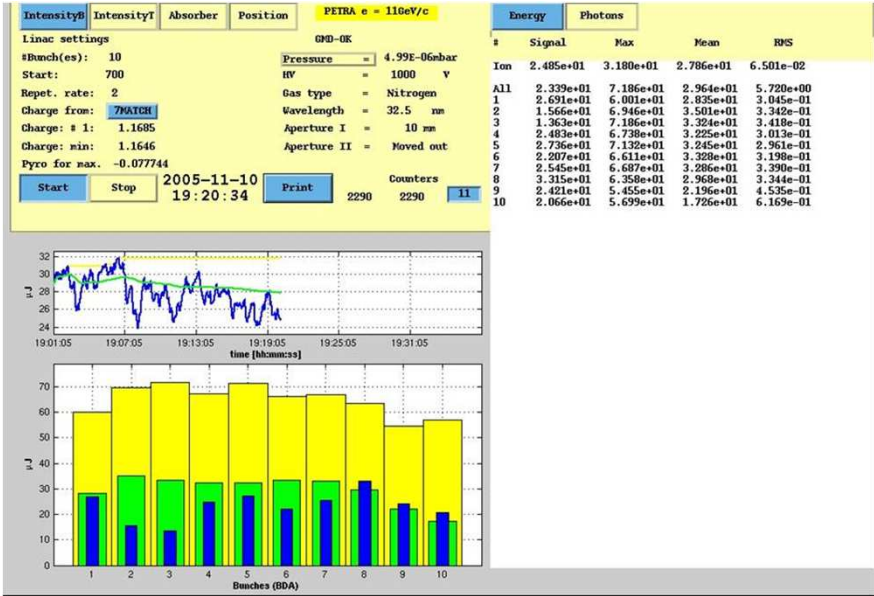 IntensityB IntensityT Absorber Position PETRA e = 11GeV/c
Linac settings GMD-OK
#Bunch(es): 10 Pressure = 4.99E-06mbar
Start: 700 HV = 1000 V
Repet. rate: 2 Gas type = Nitrogen
Charge from: 7MATCH Wavelength = 32.5 nm
Charge: # 1: 1.1685 Aperture I = 10 mm
Charge: min: 1.1646 Aperture II = Moved out
Pyro for max. -0.077744
Start Stop 2005-11-10 19:20:34 Print Counters 2290 2290 11
Energy Photons
# Signal Max Mean RMS
Ion 2.485e+01 3.180e+01 2.786e+01 6.501e-02
All 2.339e+01 7.186e+01 2.964e+01 5.720e+00
1 2.691e+01 6.001e+01 2.835e+01 3.045e-01
2 1.566e+01 6.946e+01 3.501e+01 3.342e-01
3 1.363e+01 7.186e+01 3.324e+01 3.418e-01
4 2.483e+01 6.738e+01 3.225e+01 3.013e-01
5 2.736e+01 7.132e+01 3.245e+01 2.961e-01
6 2.207e+01 6.611e+01 3.328e+01 3.198e-01
7 2.545e+01 6.687e+01 3.286e+01 3.390e-01
8 3.315e+01 6.358e+01 2.968e+01 3.344e-01
9 2.421e+01 5.455e+01 2.196e+01 4.535e-01
10 2.066e+01 5.699e+01 1.726e+01 6.169e-01
32
30
28
26
24
μJ
19:01:05 19:07:05 19:13:05 19:19:05 19:25:05 19:31:05
time [hh:mm:ss]
70
60
50
40
30
20
10
0
μJ
1 2 3 4 5 6 7 8 9 10
Bunches (BDA)